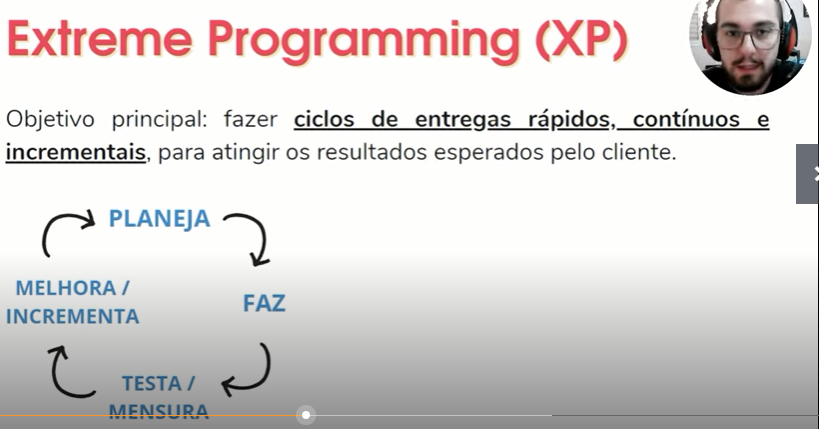 Extreme Programming (XP)
Objetivo principal: fazer ciclos de entregas rápidos, contínuos e
incrementais, para atingir os resultados esperados pelo cliente.
PLANEJA
MELHORA /
INCREMENTA
FAZ
TESTA /
MENSURA